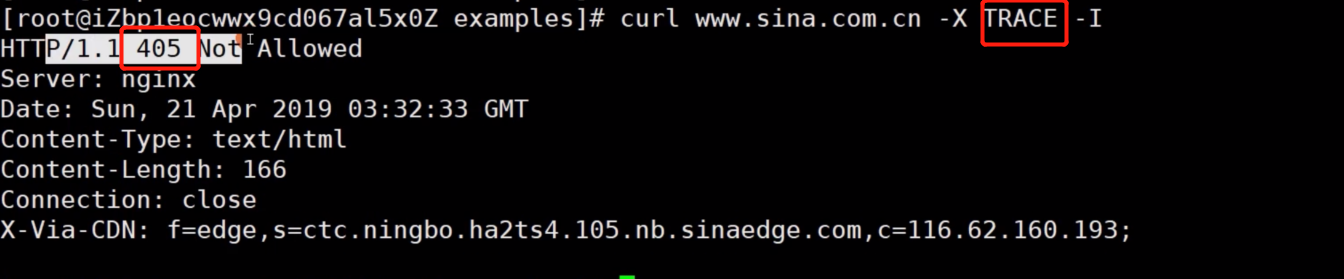 [root@iZbp1eocwwx9cd067al5x0Z examples]# curl www.sina.com.cn -X TRACE -I
HTTP/1.1 405 Not Allowed
Server: nginx
Date: Sun, 21 Apr 2019 03:32:33 GMT
Content-Type: text/html
Content-Length: 166
Connection: close
X-Via-CDN: f=edge,s=ctc.ningbo.ha2ts4.105.nb.sinaedge.com,c=116.62.160.193;